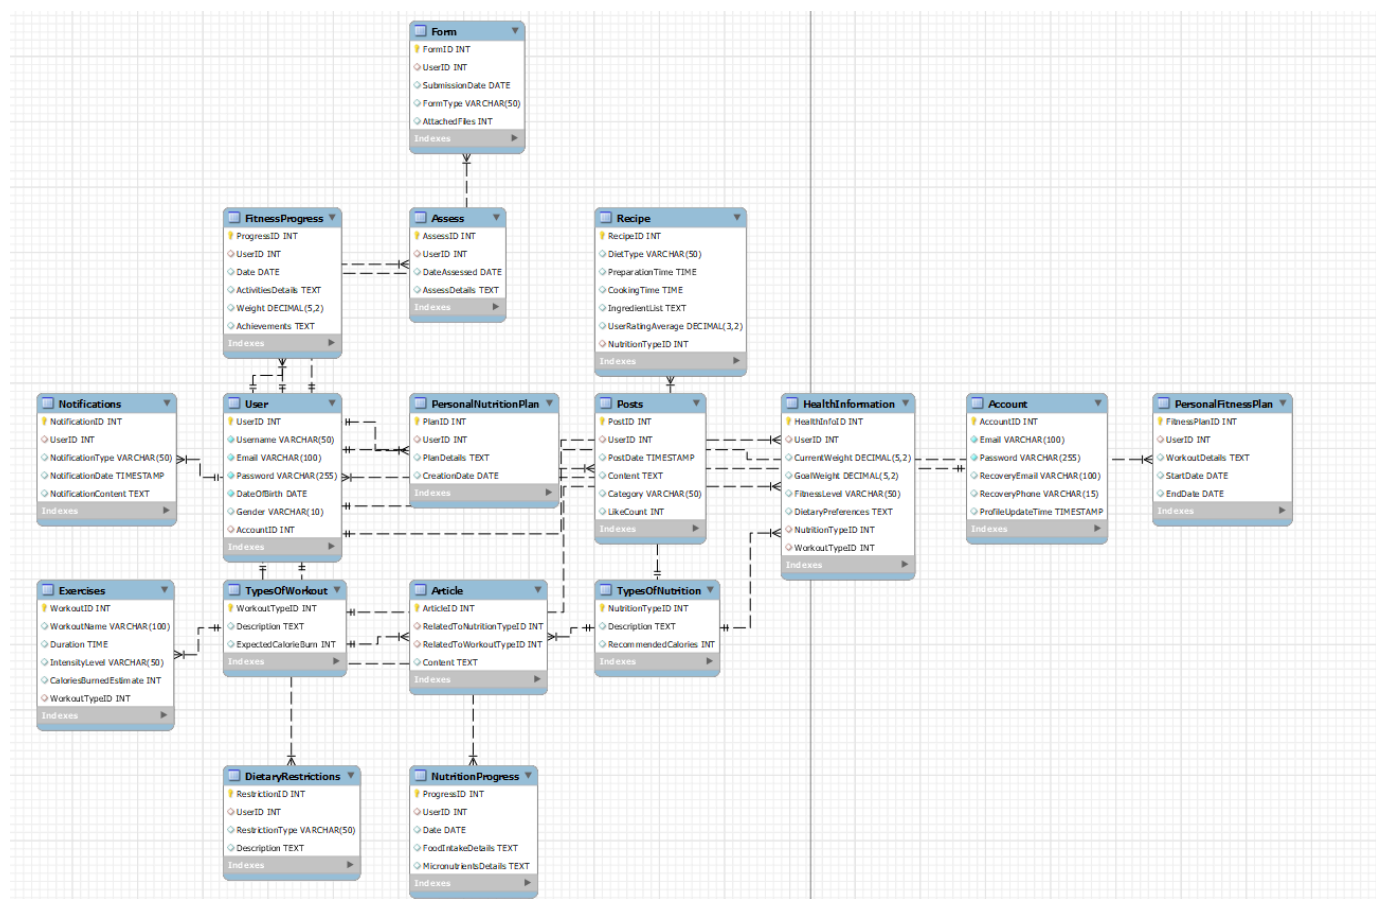 Form
FormID INT
UserID INT
SubmissionDate DATE
FormType VARCHAR(50)
AttachedFiles INT
Indexes
FitnessProgress
ProgressID INT
UserID INT
Date DATE
ActivitiesDetails TEXT
Weight DECIMAL(5,2)
Achievements TEXT
Indexes
Assess
AssessID INT
UserID INT
DateAssessed DATE
AssessDetails TEXT
Indexes
Recipe
RecipeID INT
DietType VARCHAR(50)
PreparationTime TIME
CookingTime TIME
IngredientList TEXT
UserRatingAverage DECIMAL(3,2)
NutritionTypeID INT
Indexes
Notifications
NotificationID INT
UserID INT
NotificationType VARCHAR(50)
NotificationDate TIMESTAMP
NotificationContent TEXT
Indexes
User
UserID INT
Username VARCHAR(50)
Email VARCHAR(100)
Password VARCHAR(255)
DateOfBirth DATE
Gender VARCHAR(10)
AccountID INT
Indexes
PersonalNutritionPlan
PlanID INT
UserID INT
PlanDetails TEXT
CreationDate DATE
Indexes
Posts
PostID INT
UserID INT
PostDate TIMESTAMP
Content TEXT
Category VARCHAR(50)
LikeCount INT
Indexes
HealthInformation
HealthInfoID INT
UserID INT
CurrentWeight DECIMAL(5,2)
GoalWeight DECIMAL(5,2)
FitnessLevel VARCHAR(50)
DietaryPreferences TEXT
NutritionTypeID INT
WorkoutTypeID INT
Indexes
Account
AccountID INT
Email VARCHAR(100)
Password VARCHAR(255)
RecoveryEmail VARCHAR(100)
RecoveryPhone VARCHAR(15)
ProfileUpdateTime TIMESTAMP
Indexes
PersonalFitnessPlan
FitnessPlanID INT
UserID INT
WorkoutDetails TEXT
StartDate DATE
EndDate DATE
Indexes
Exercises
WorkoutID INT
WorkoutName VARCHAR(100)
Duration TIME
IntensityLevel VARCHAR(50)
CaloriesBurnedEstimate INT
WorkoutTypeID INT
Indexes
TypesOfWorkout
WorkoutTypeID INT
Description TEXT
ExpectedCalorieBurn INT
Indexes
Article
ArticleID INT
RelatedToNutritionTypeID INT
RelatedToWorkoutTypeID INT
Content TEXT
Indexes
TypesOfNutrition
NutritionTypeID INT
Description TEXT
RecommendedCalories INT
Indexes
DietaryRestrictions
RestrictionID INT
UserID INT
RestrictionType VARCHAR(50)
Description TEXT
Indexes
NutritionProgress
ProgressID INT
UserID INT
Date DATE
FoodIntakeDetails TEXT
MicronutrientsDetails TEXT
Indexes